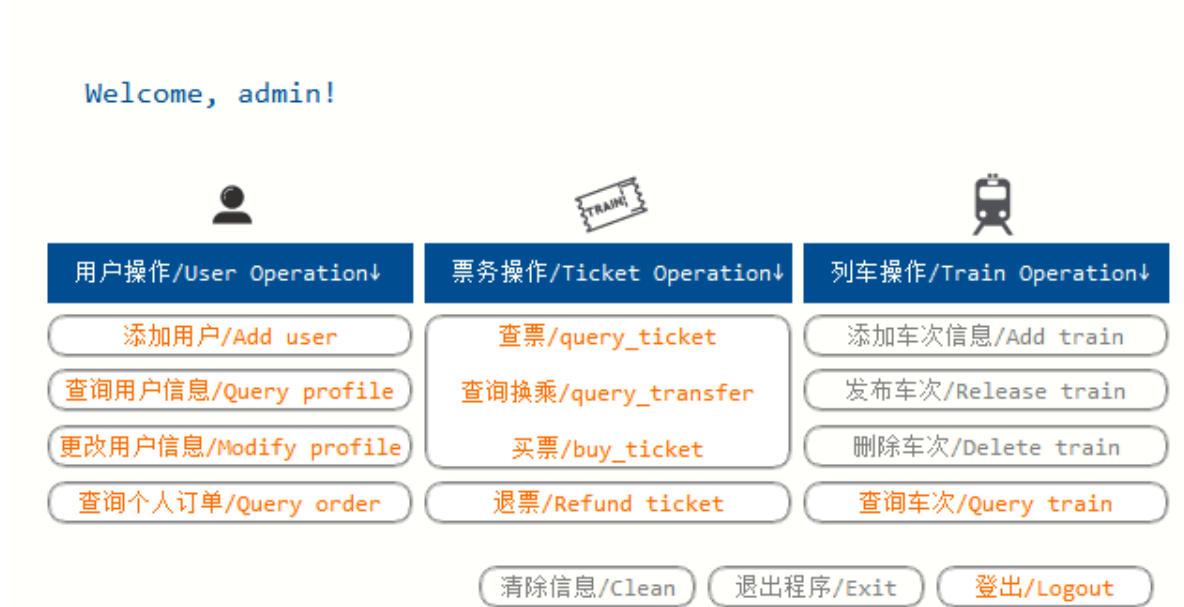 Welcome, admin!
TRAIN
用户操作/User Operation↓
票务操作/Ticket Operation↓
列车操作/Train Operation↓
添加用户/Add user
查票/query_ticket
添加车次信息/Add train
查询用户信息/Query profile
查询换乘/query_transfer
发布车次/Release train
更改用户信息/Modify profile
买票/buy_ticket
删除车次/Delete train
查询个人订单/Query order
退票/Refund ticket
查询车次/Query train
清除信息/Clean
退出程序/Exit
登出/Logout